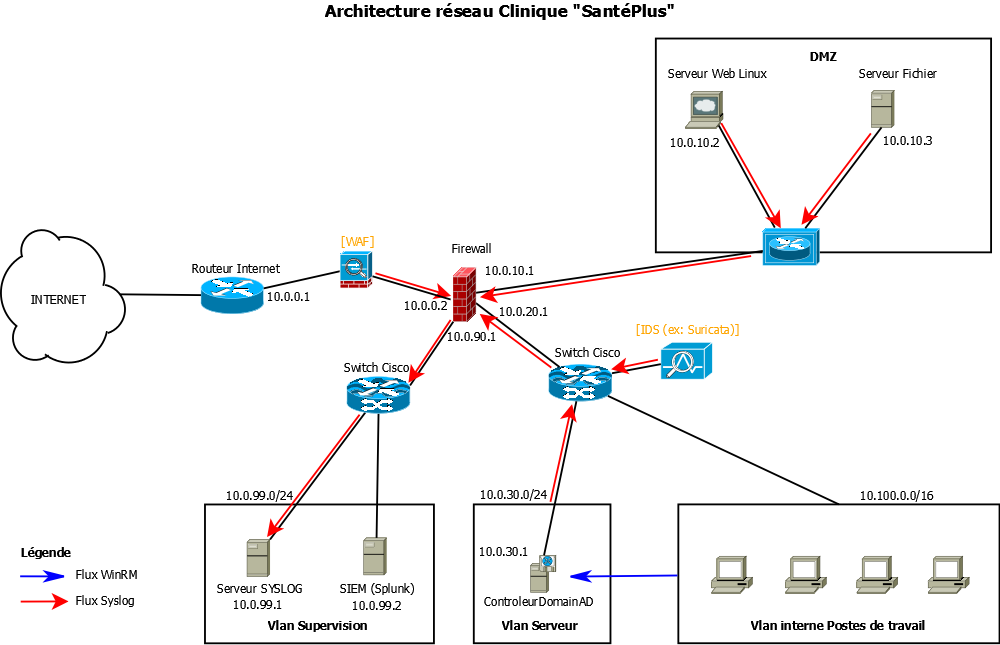 Architecture réseau Clinique "SantéPlus"
DMZ
Serveur Web Linux
Serveur Fichier
10.0.10.2
10.0.10.3
[WAF]
Firewall
Routeur Internet
10.0.10.1
INTERNET
10.0.0.1
10.0.0.2
10.0.20.1
[IDS (ex: Suricata)]
10.0.90.1
Switch Cisco
Switch Cisco
10.0.99.0/24
10.0.30.0/24
10.100.0.0/16
Légende
Flux WinRM
Flux Syslog
10.0.30.1
Serveur SYSLOG
10.0.99.1
SIEM (Splunk)
10.0.99.2
ControleurDomainAD
Vlan Supervision
Vlan Serveur
Vlan interne Postes de travail